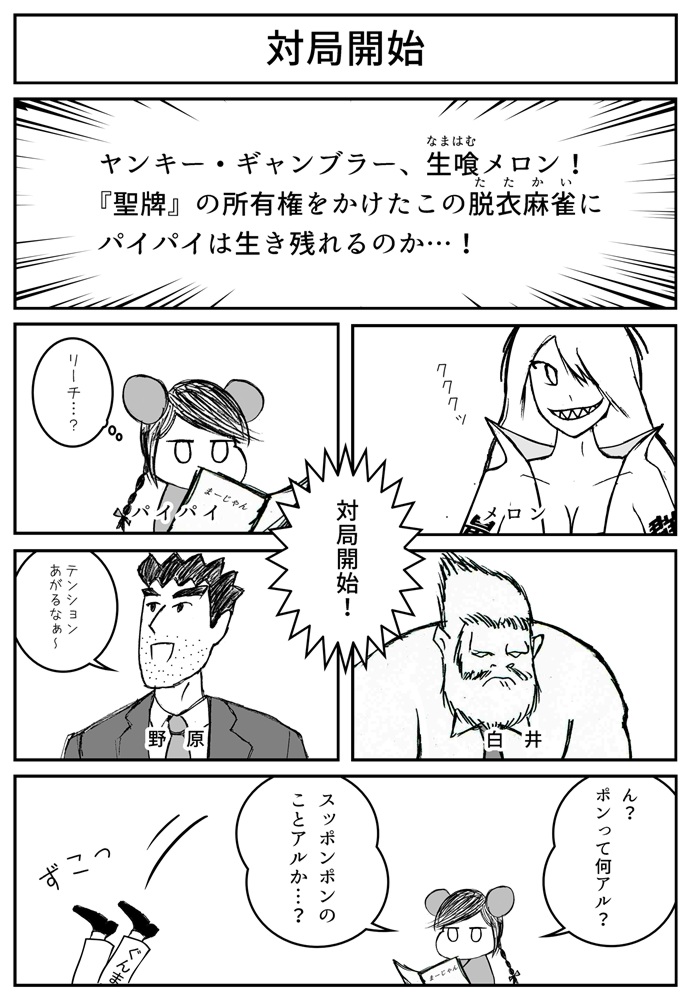 対局開始
ヤンキー・ギャンブラー、生喰メロン！
なまはむ
『聖牌』の所有権をかけたこの脱衣麻雀に
たたかい
パイパイは生き残れるのか…！
ククククッ
メロン
リーチ…？
まーじゃん
パイパイ
対局開始！
白井
テンション
あがるなぁ～
野原
ん？
ポンって何アル？
まーじゃん
スッポンポンの
ことアルか…？
ずこーっ
ぐんま